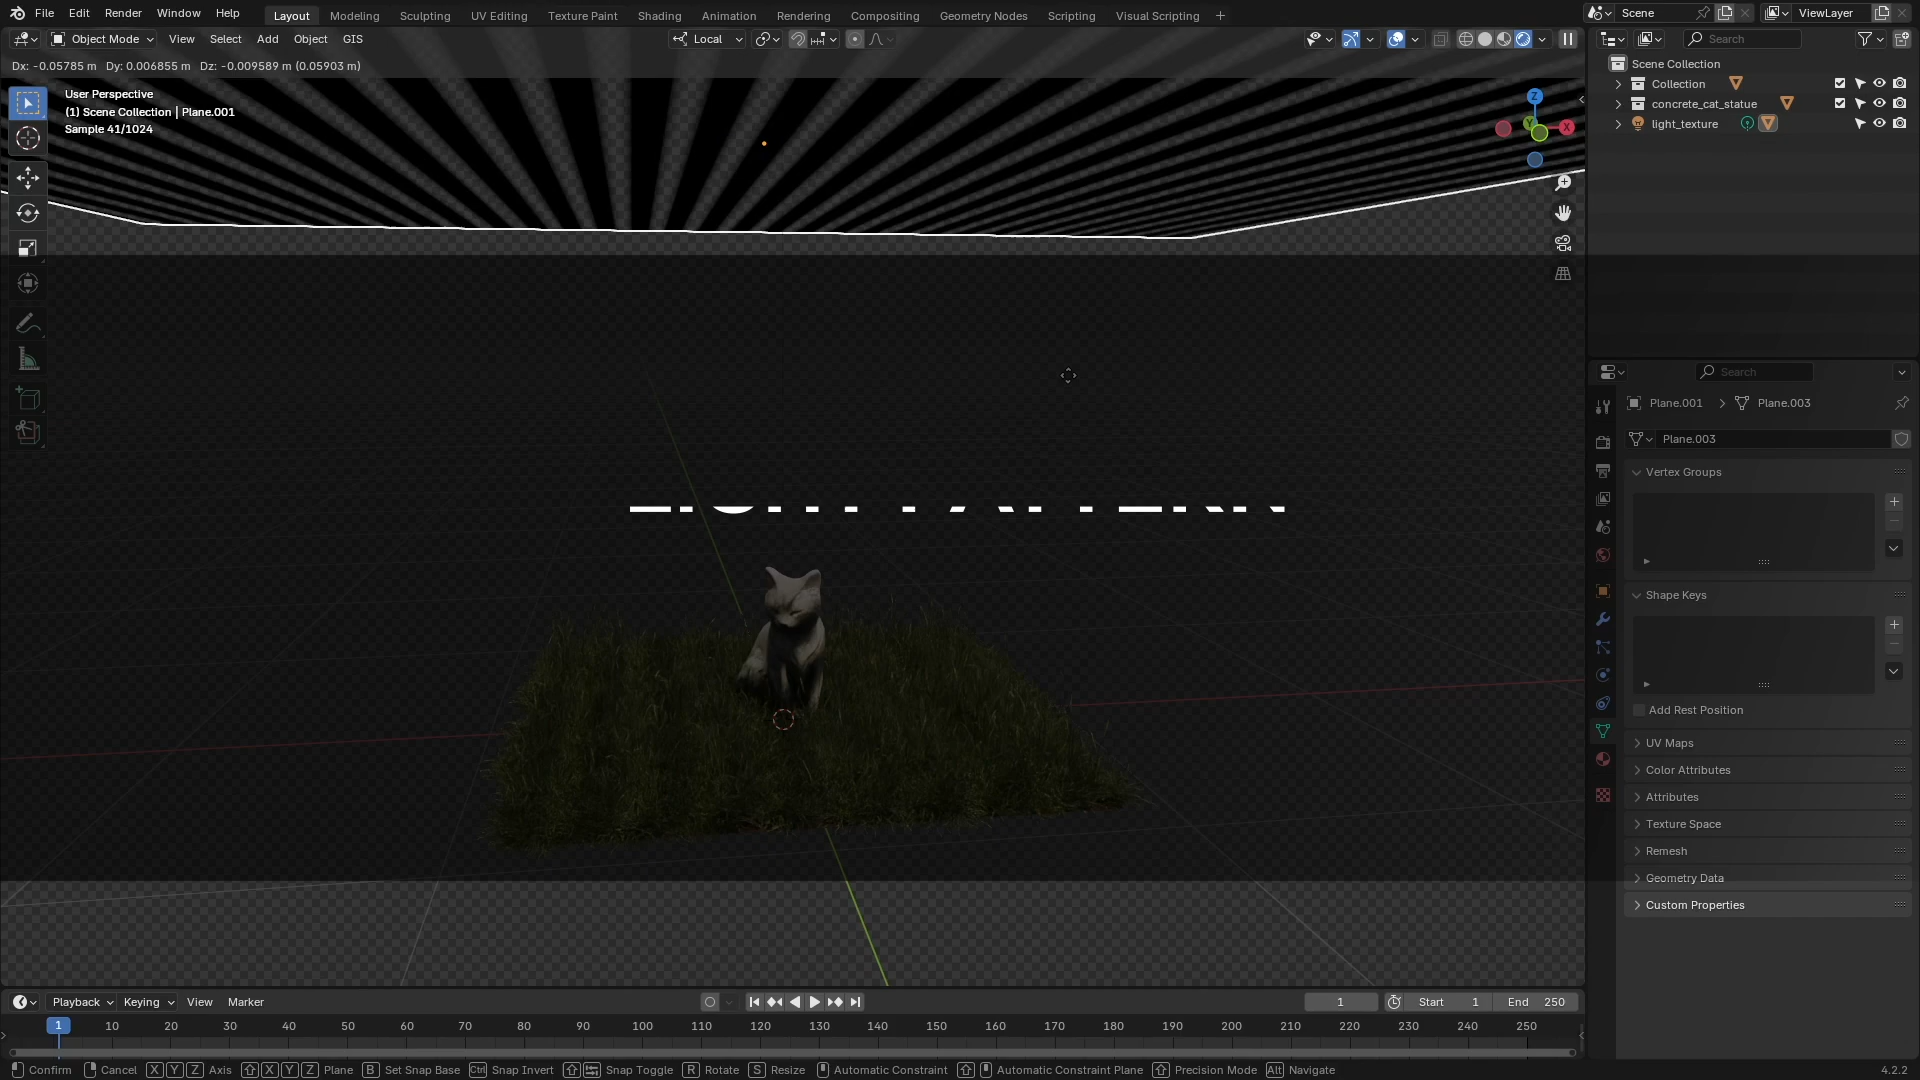 File Edit Render Window Help Layout Modeling Sculpting UV Editing Texture Paint Shading Animation Rendering Compositing Geometry Nodes Scripting Visual Scripting + Scene ViewLayer
Object Mode View Select Add Object GIS Local Search
Dx: -0.05785 m Dy: 0.006855 m Dz: -0.009589 m (0.05903 m)
Scene Collection
User Perspective
Collection
(1) Scene Collection | Plane.001
concrete_cat_statue
Sample 41/1024
light_texture
Z
Y
X
Search
Plane.001 > Plane.003
Plane.003
Vertex Groups
Shape Keys
Add Rest Position
UV Maps
Color Attributes
Attributes
Texture Space
Remesh
Geometry Data
Custom Properties
Playback Keying View Marker 1 Start 1 End 250
1 10 20 30 40 50 60 70 80 90 100 110 120 130 140 150 160 170 180 190 200 210 220 230 240 250
Confirm Cancel X Y Z Axis X Y Z Plane B Set Snap Base Ctrl Snap Invert Snap Toggle R Rotate S Resize Automatic Constraint Automatic Constraint Plane Precision Mode Alt Navigate 4.2.2